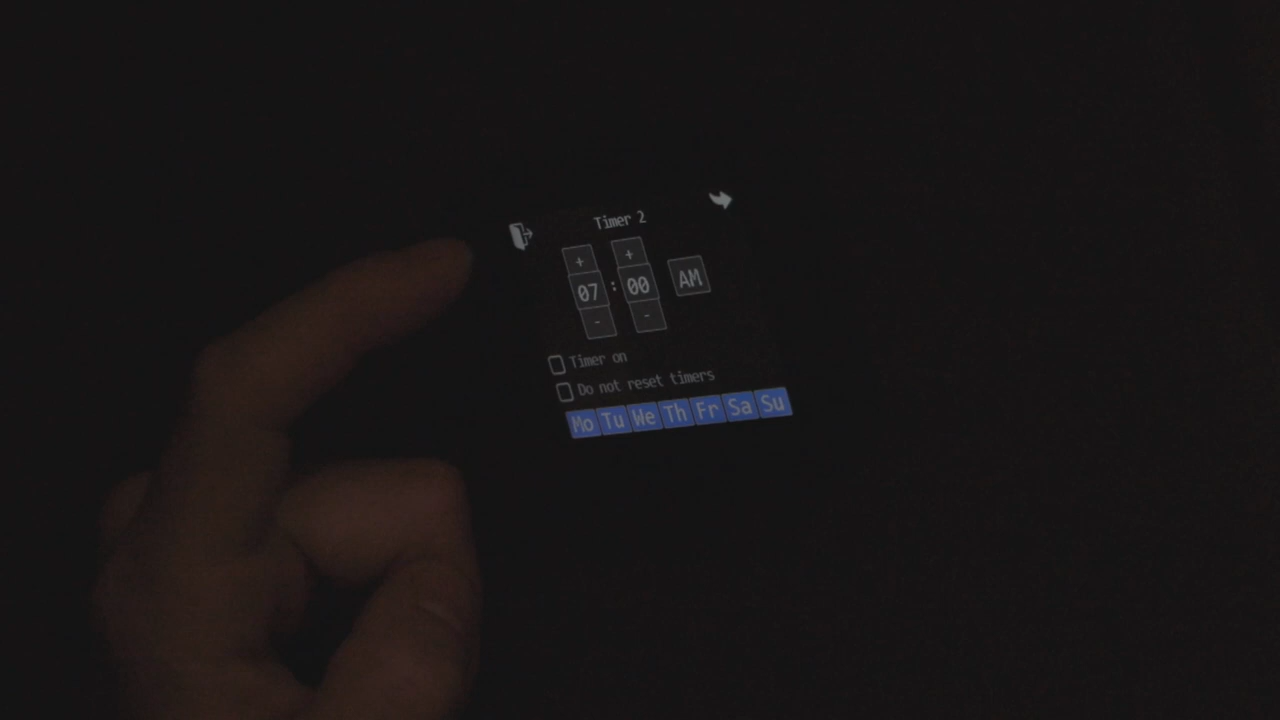 Timer 2
+ +
07 : 00 AM
- -
Timer on
Do not reset timers
Mo Tu We Th Fr Sa Su